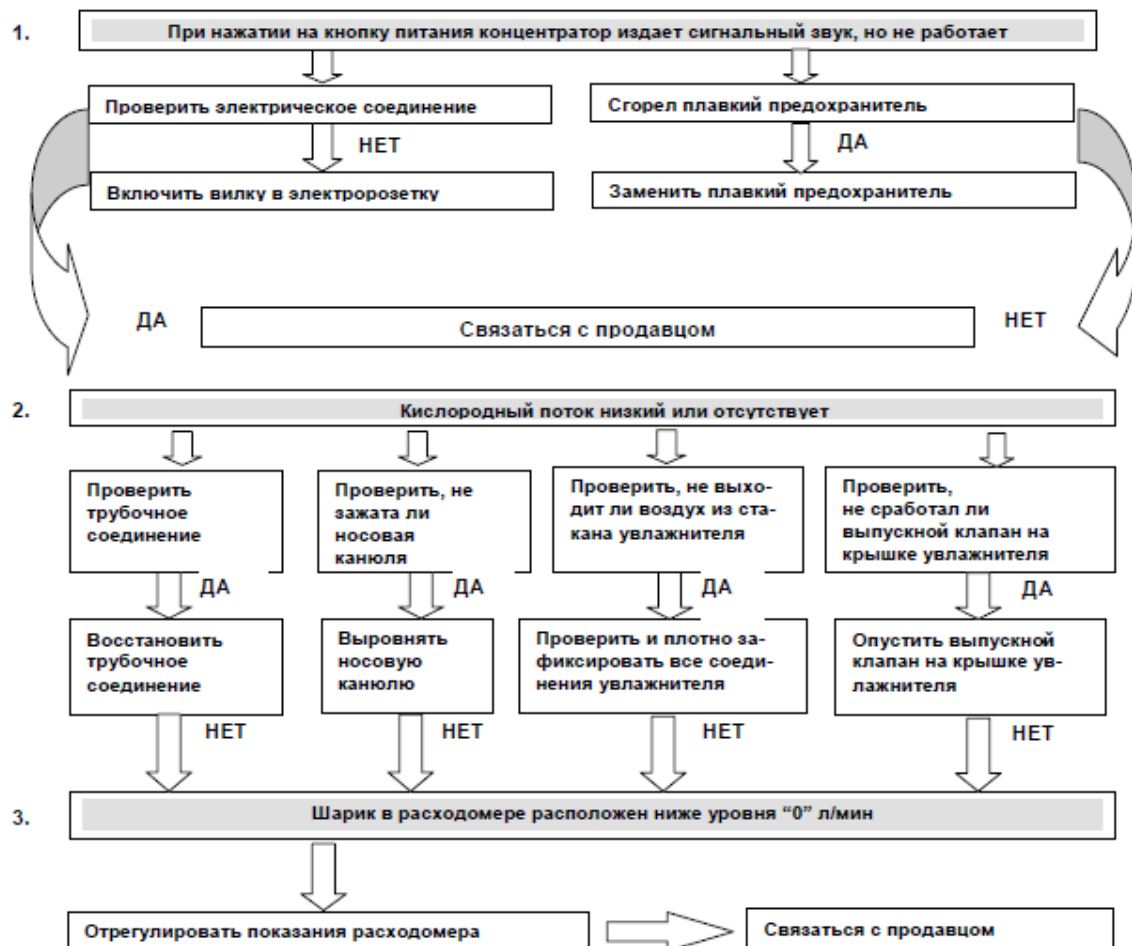 1.
При нажатии на кнопку питания концентратор издает сигнальный звук, но не работает
Проверить электрическое соединение
Сгорел плавкий предохранитель
НЕТ
ДА
Включить вилку в электророзетку
Заменить плавкий предохранитель
ДА
Связаться с продавцом
НЕТ
2.
Кислородный поток низкий или отсутствует
Проверить
трубочное
соединение
Проверить, не
зажата ли
носовая
канюля
Проверить, не выхо-
дит ли воздух из ста-
кана увлажнителя
Проверить,
не сработал ли
выпускной клапан на
крышке увлажнителя
ДА
ДА
ДА
ДА
Восстановить
трубочное
соединение
Выровнять
носовую
канюлю
Проверить и плотно за-
фиксировать все соеди-
нения увлажнителя
Опустить выпускной
клапан на крышке ув-
лажнителя
НЕТ
НЕТ
НЕТ
НЕТ
3.
Шарик в расходомере расположен ниже уровня “0” л/мин
Отрегулировать показания расходомера
Связаться с продавцом